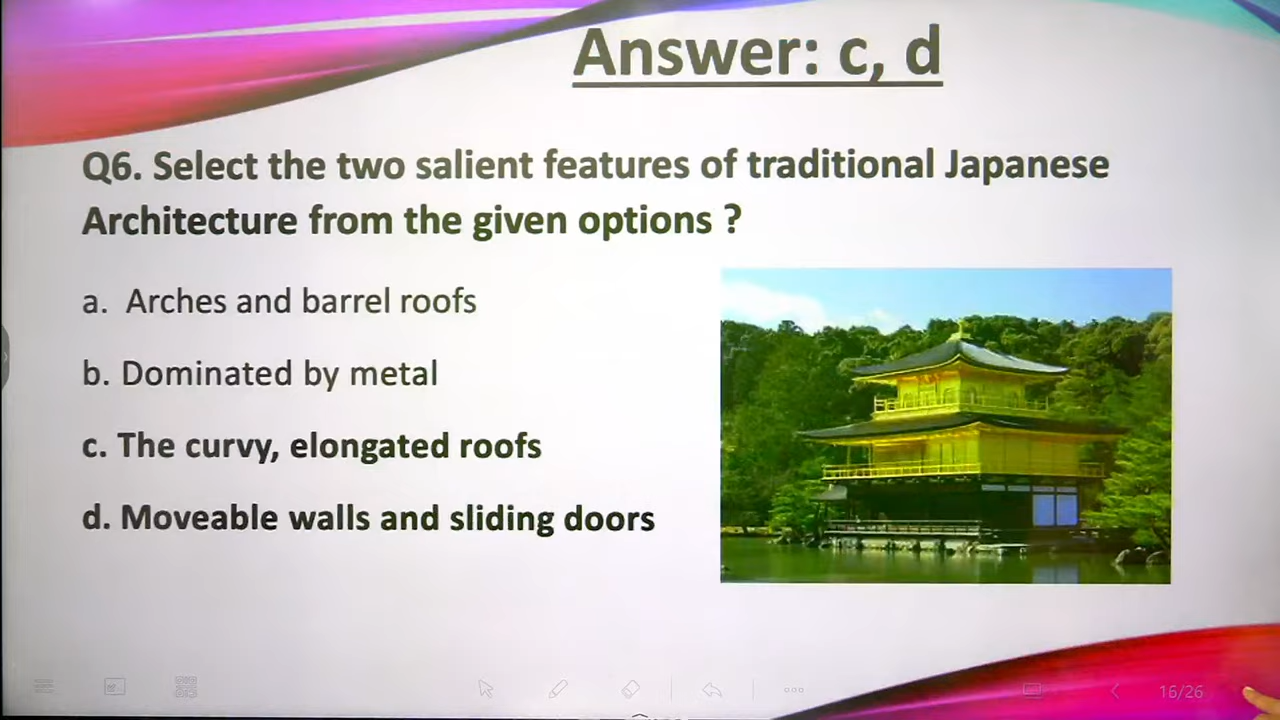 Answer: c, d
Q6. Select the two salient features of traditional Japanese
Architecture from the given options ?
a. Arches and barrel roofs
b. Dominated by metal
c. The curvy, elongated roofs
d. Moveable walls and sliding doors
16/26